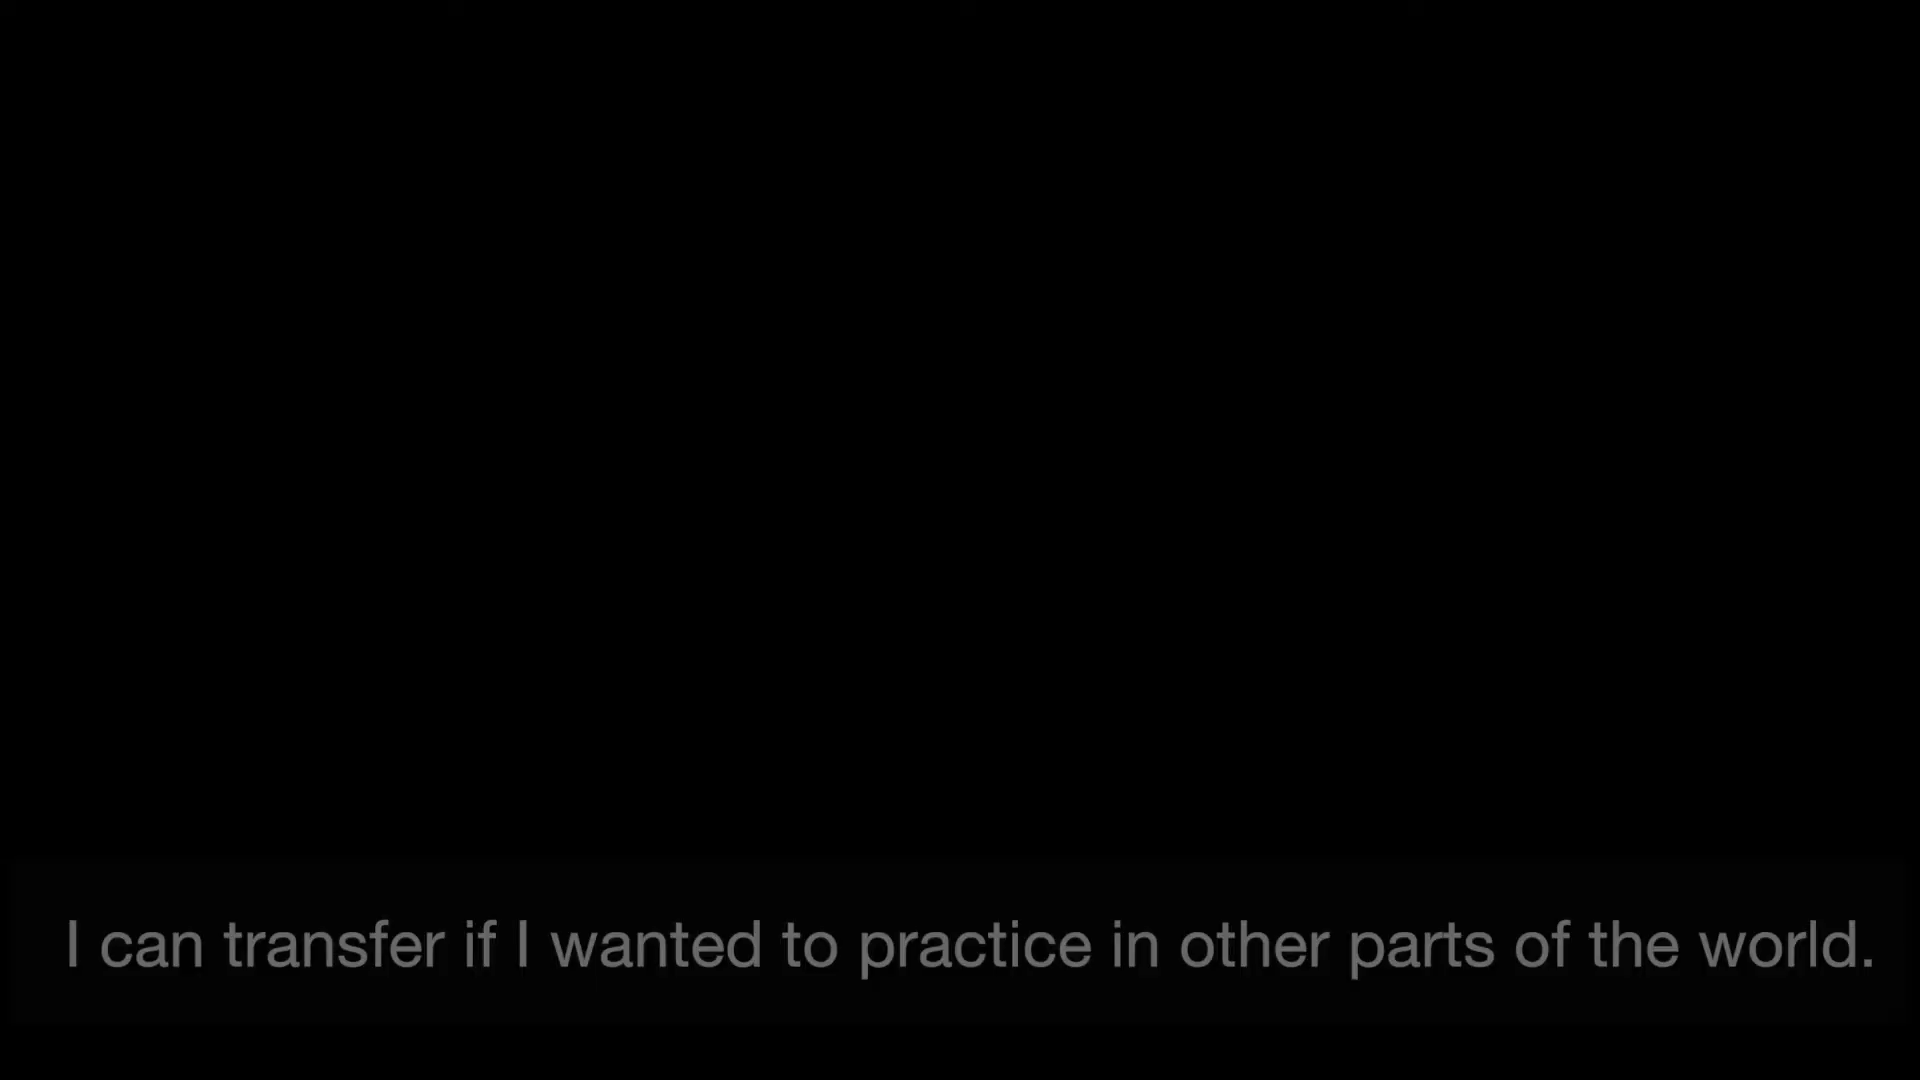 I can transfer if I wanted to practice in other parts of the world.